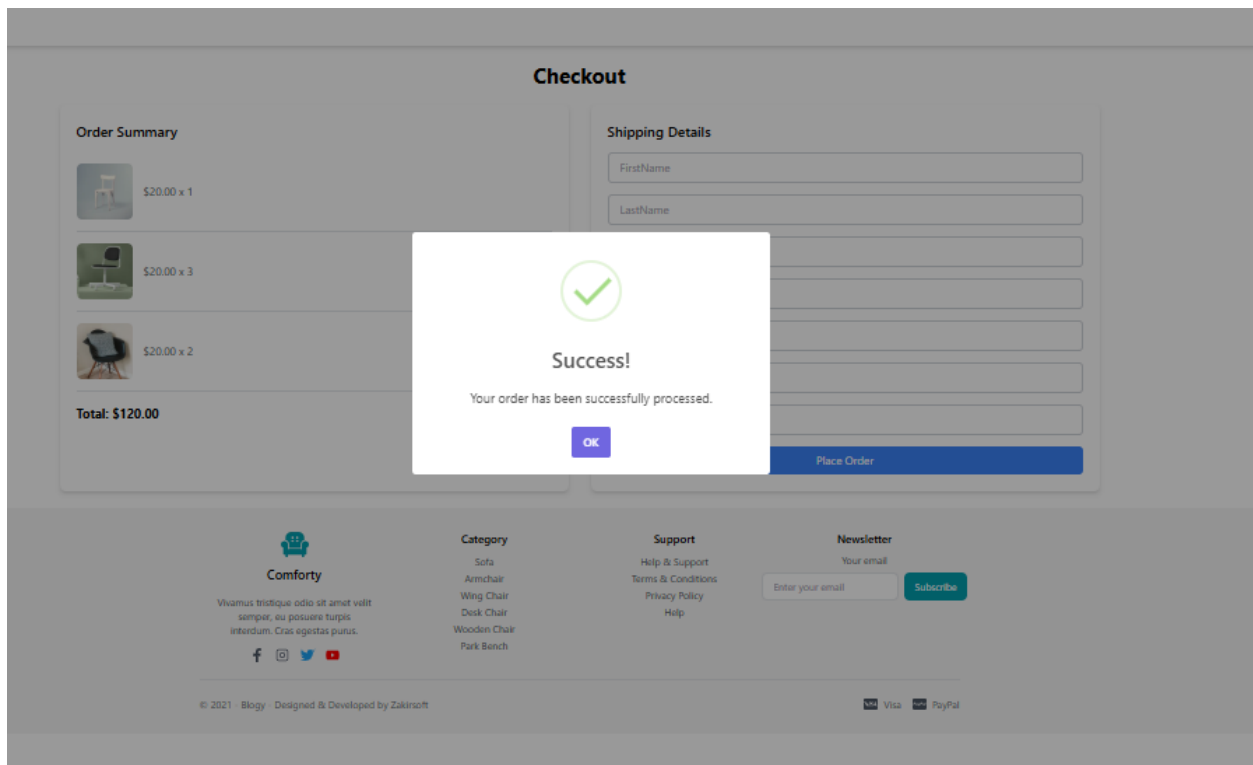 Checkout
Order Summary
$20.00 x 1
$20.00 x 3
$20.00 x 2
Total: $120.00
Shipping Details
FirstName
LastName
Place Order
Success!
Your order has been successfully processed.
OK
Comforty
Vivamus tristique odio sit amet velit
semper, eu posuere turpis
interdum. Cras egestas purus.
Category
Sofa
Armchair
Wing Chair
Desk Chair
Wooden Chair
Park Bench
Support
Help & Support
Terms & Conditions
Privacy Policy
Help
Newsletter
Your email
Enter your email
Subscribe
© 2021 - Blogy - Designed & Developed by Zakirsoft
VISA Visa
PayPal